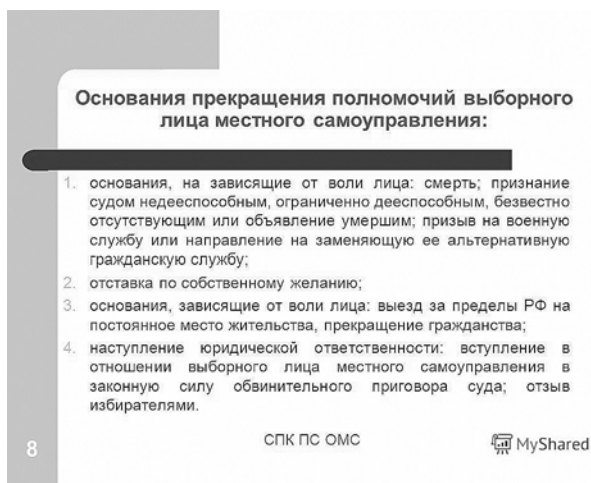 Основания прекращения полномочий выборного
лица местного самоуправления:
1. основания, на зависящие от воли лица: смерть; признание
судом недееспособным, ограниченно дееспособным, безвестно
отсутствующим или объявление умершим; призыв на военную
службу или направление на заменяющую ее альтернативную
гражданскую службу;
2. отставка по собственному желанию;
3. основания, зависящие от воли лица: выезд за пределы РФ на
постоянное место жительства, прекращение гражданства;
4. наступление юридической ответственности: вступление в
отношении выборного лица местного самоуправления в
законную силу обвинительного приговора суда; отзыв
избирателями.
8
СПК ПС ОМС
MyShared